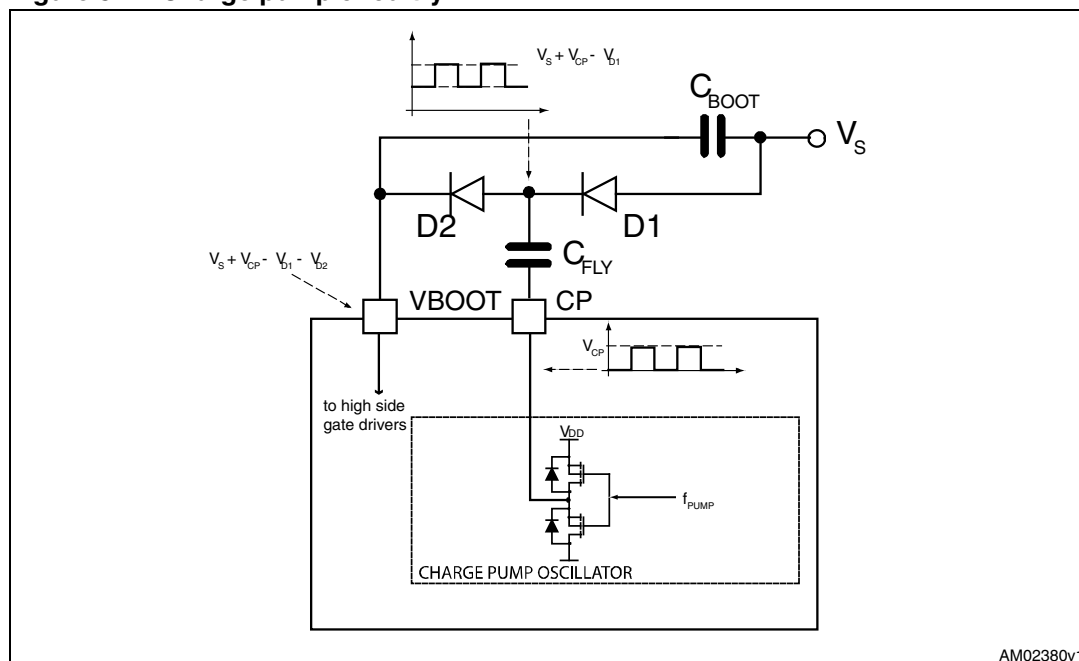 V_S + V_CP - V_D1
C_BOOT
V_S
D2
D1
C_FLY
V_S + V_CP - V_D1 - V_D2
VBOOT
CP
V_CP
to high side
gate drivers
V_DD
f_PUMP
CHARGE PUMP OSCILLATOR
AM02380v1